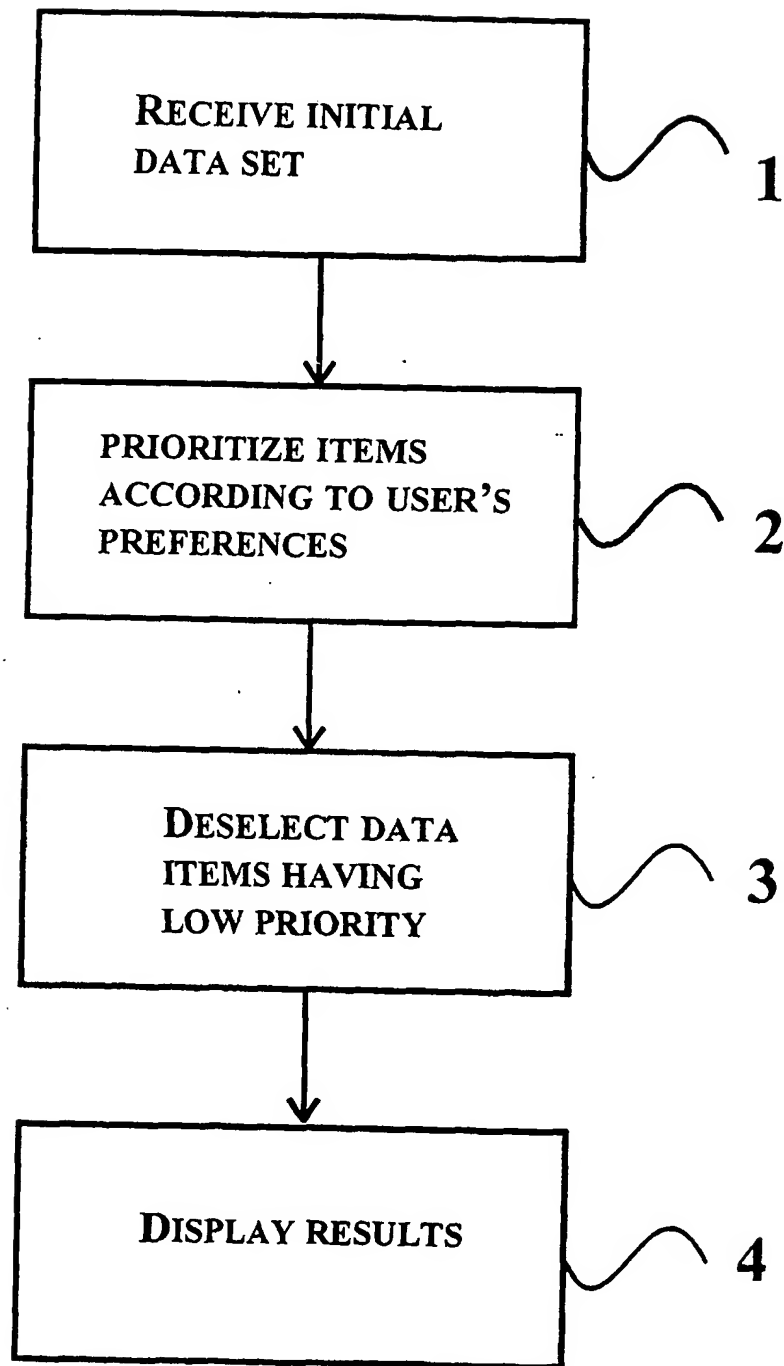 RECEIVE INITIAL
DATA SET
1
PRIORITIZE ITEMS
ACCORDING TO USER'S
PREFERENCES
2
DESELECT DATA
ITEMS HAVING
LOW PRIORITY
3
DISPLAY RESULTS
4